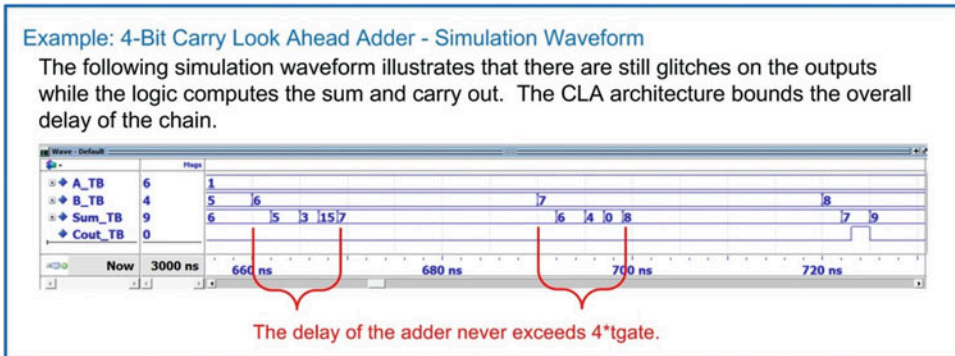 Example: 4-Bit Carry Look Ahead Adder - Simulation Waveform
The following simulation waveform illustrates that there are still glitches on the outputs
while the logic computes the sum and carry out. The CLA architecture bounds the overall
delay of the chain.
Wave - Default
Msgs
A_TB 6 1
B_TB 4 5 6 7 8
Sum_TB 9 6 5 3 15 7 6 4 0 8 7 9
Cout_TB 0
Now 3000 ns 660 ns 680 ns 700 ns 720 ns
The delay of the adder never exceeds 4*tgate.